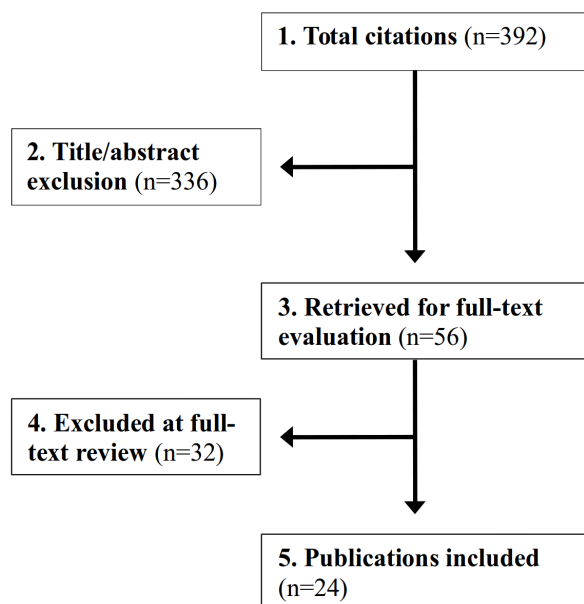 1. Total citations (n=392)
2. Title/abstract
exclusion (n=336)
3. Retrieved for full-text
evaluation (n=56)
4. Excluded at full-
text review (n=32)
5. Publications included
(n=24)